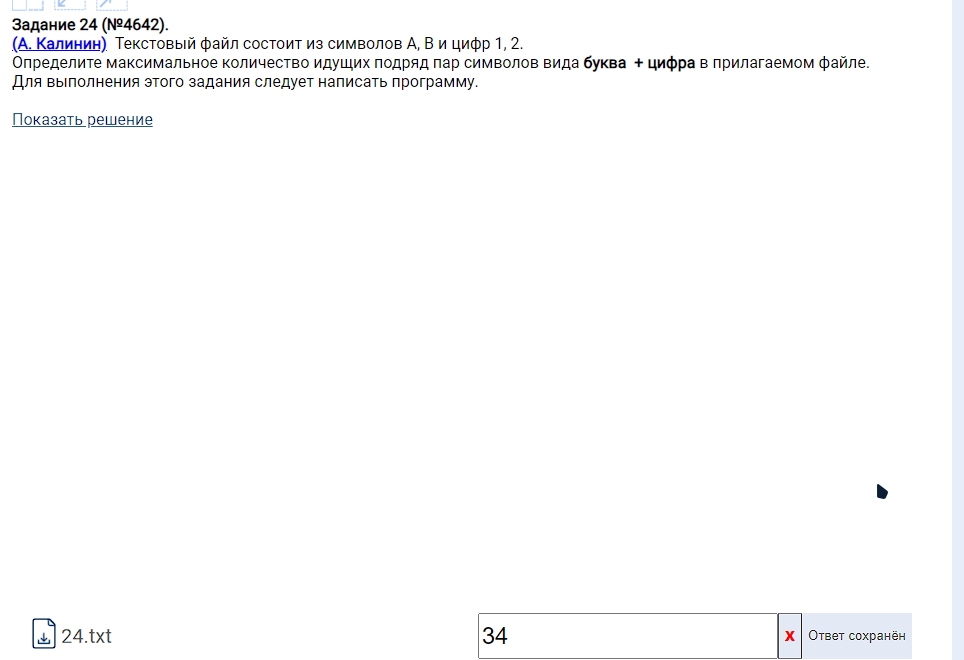 Задание 24 (№4642).
(А. Калинин)  Текстовый файл состоит из символов A, B и цифр 1, 2.
Определите максимальное количество идущих подряд пар символов вида буква  + цифра в прилагаемом файле.
Для выполнения этого задания следует написать программу.
Показать решение
24.txt
34
x
Ответ сохранён